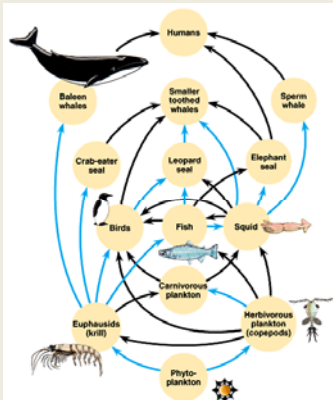 Humans
Baleen
whales
Smaller
toothed
whales
Sperm
whale
Crab-eater
seal
Leopard
seal
Elephant
seal
Birds
Fish
Squid
Carnivorous
plankton
Euphausids
(krill)
Herbivorous
plankton
(copepods)
Phyto-
plankton